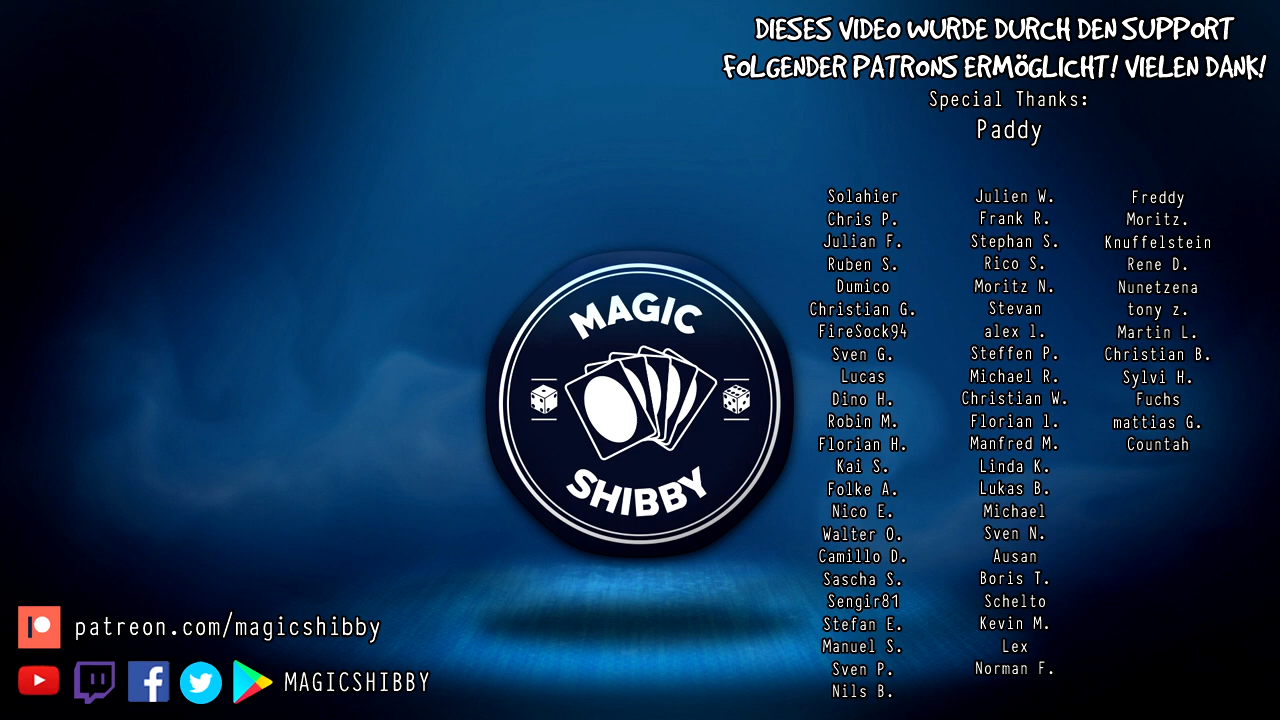 DIESES VIDEO WURDE DURCH DEN SUPPORT
FOLGENDER PATRONS ERMÖGLICHT! VIELEN DANK!
Special Thanks:
Paddy
Solahier
Chris P.
Julian F.
Ruben S.
Dumico
Christian G.
FireSock94
Sven G.
Lucas
Dino H.
Robin M.
Florian H.
Kai S.
Folke A.
Nico E.
Walter O.
Camillo D.
Sascha S.
Sengir81
Stefan E.
Manuel S.
Sven P.
Nils B.
Julien W.
Frank R.
Stephan S.
Rico S.
Moritz N.
Stevan
alex l.
Steffen P.
Michael R.
Christian W.
Florian l.
Manfred M.
Linda K.
Lukas B.
Michael
Sven N.
Ausan
Boris T.
Schelto
Kevin M.
Lex
Norman F.
Freddy
Moritz.
Knuffelstein
Rene D.
Nunetzena
tony z.
Martin L.
Christian B.
Sylvi H.
Fuchs
mattias G.
Countah
MAGIC
SHIBBY
patreon.com/magicshibby
MAGICSHIBBY